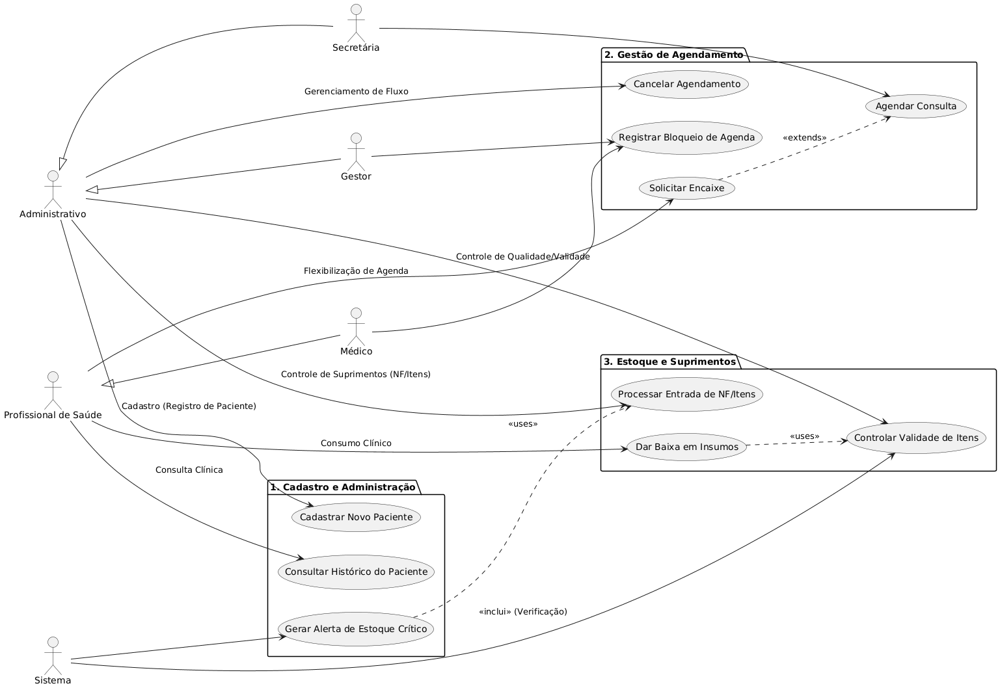 Secretária
2. Gestão de Agendamento
Cancelar Agendamento
Gerenciamento de Fluxo
Agendar Consulta
Registrar Bloqueio de Agenda
«extends»
Gestor
Solicitar Encaixe
Administrativo
Controle de Qualidade/Validade
Flexibilização de Agenda
Médico
3. Estoque e Suprimentos
Controle de Suprimentos (NF/Itens)
Processar Entrada de NF/Itens
Cadastro (Registro de Paciente)
Profissional de Saúde
«uses»
«uses»
Controlar Validade de Itens
Consumo Clínico
Dar Baixa em Insumos
Consulta Clínica
1. Cadastro e Administração
Cadastrar Novo Paciente
Consultar Histórico do Paciente
«inclui» (Verificação)
Gerar Alerta de Estoque Crítico
Sistema